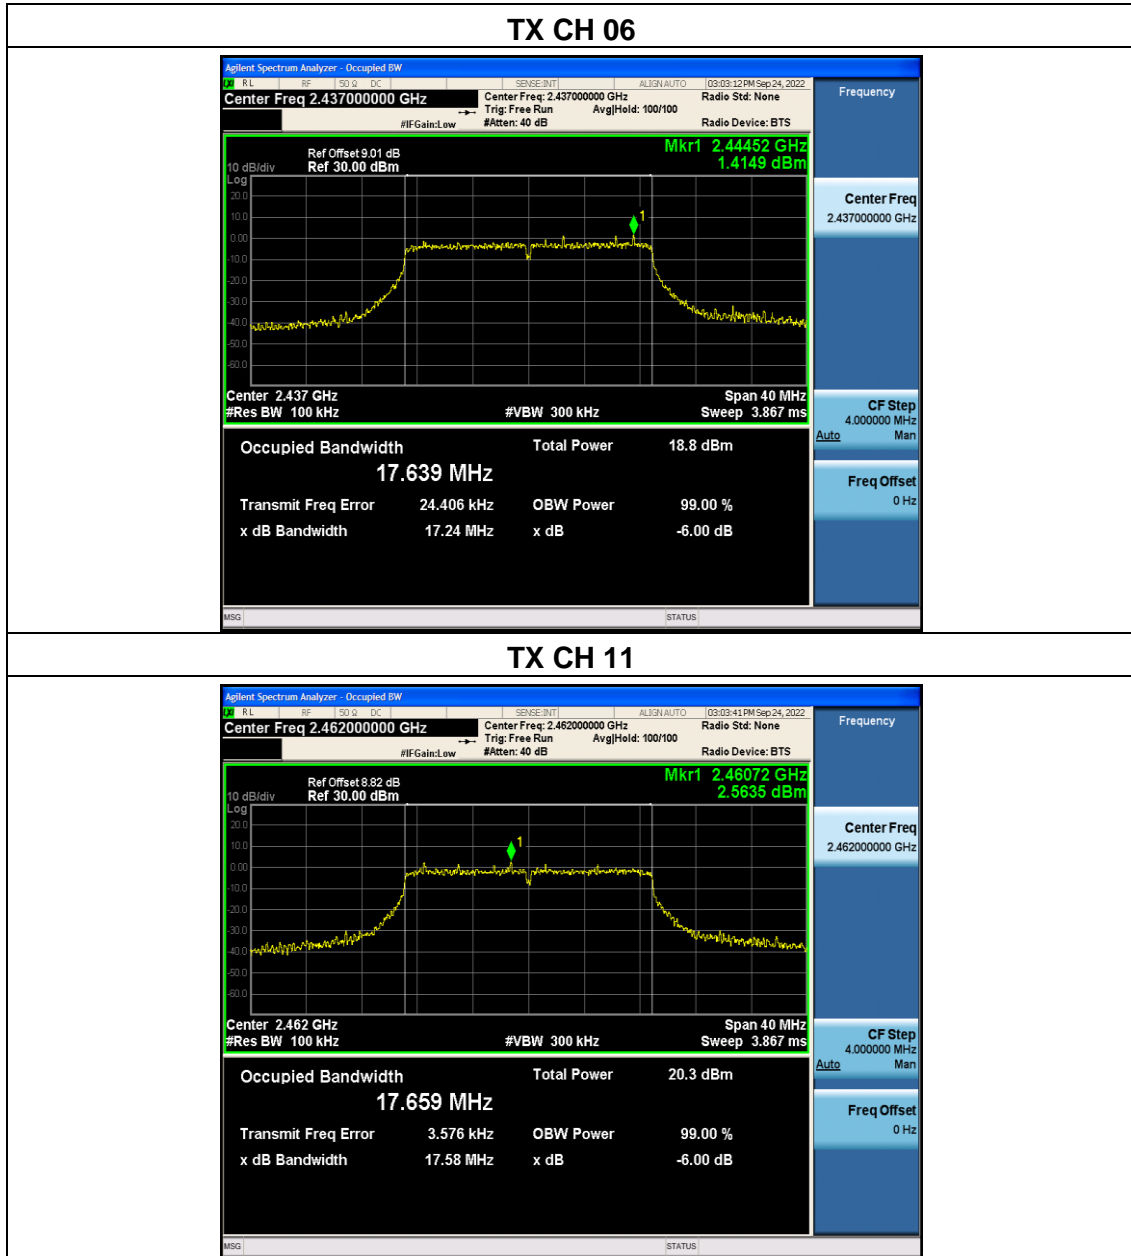 TX CH 06
Agilent Spectrum Analyzer - Occupied BW
LXI RL RF 50 Ω DC SENSE:INT ALIGN AUTO 03:03:12 PM Sep 24, 2022
Center Freq 2.437000000 GHz
Center Freq: 2.437000000 GHz Radio Std: None
Trig: Free Run Avg|Hold: 100/100
#IFGain:Low #Atten: 40 dB Radio Device: BTS
Frequency
Mkr1 2.44452 GHz
1.4149 dBm
Ref Offset 9.01 dB
10 dB/div Ref 30.00 dBm
Log
20.0
10.0
0.00
-10.0
-20.0
-30.0
-40.0
-50.0
-60.0
1
Center Freq
2.437000000 GHz
Center 2.437 GHz Span 40 MHz
#Res BW 100 kHz #VBW 300 kHz Sweep 3.867 ms
CF Step
4.000000 MHz
Auto Man
Occupied Bandwidth Total Power 18.8 dBm
17.639 MHz
Transmit Freq Error 24.406 kHz OBW Power 99.00 %
x dB Bandwidth 17.24 MHz x dB -6.00 dB
Freq Offset
0 Hz
MSG STATUS
TX CH 11
Agilent Spectrum Analyzer - Occupied BW
LXI RL RF 50 Ω DC SENSE:INT ALIGN AUTO 03:03:41 PM Sep 24, 2022
Center Freq 2.462000000 GHz
Center Freq: 2.462000000 GHz Radio Std: None
Trig: Free Run Avg|Hold: 100/100
#IFGain:Low #Atten: 40 dB Radio Device: BTS
Frequency
Mkr1 2.46072 GHz
2.5635 dBm
Ref Offset 8.82 dB
10 dB/div Ref 30.00 dBm
Log
20.0
10.0
0.00
-10.0
-20.0
-30.0
-40.0
-50.0
-60.0
1
Center Freq
2.462000000 GHz
Center 2.462 GHz Span 40 MHz
#Res BW 100 kHz #VBW 300 kHz Sweep 3.867 ms
CF Step
4.000000 MHz
Auto Man
Occupied Bandwidth Total Power 20.3 dBm
17.659 MHz
Transmit Freq Error 3.576 kHz OBW Power 99.00 %
x dB Bandwidth 17.58 MHz x dB -6.00 dB
Freq Offset
0 Hz
MSG STATUS